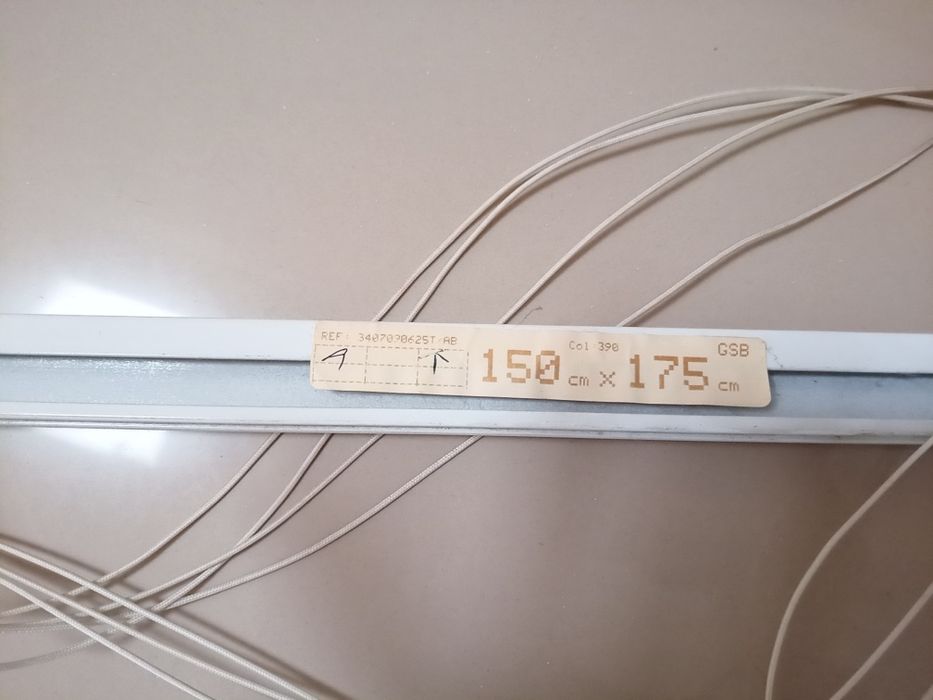 REF: 3407090625T AB
Col 390
GSB
A T
150 cm x 175 cm